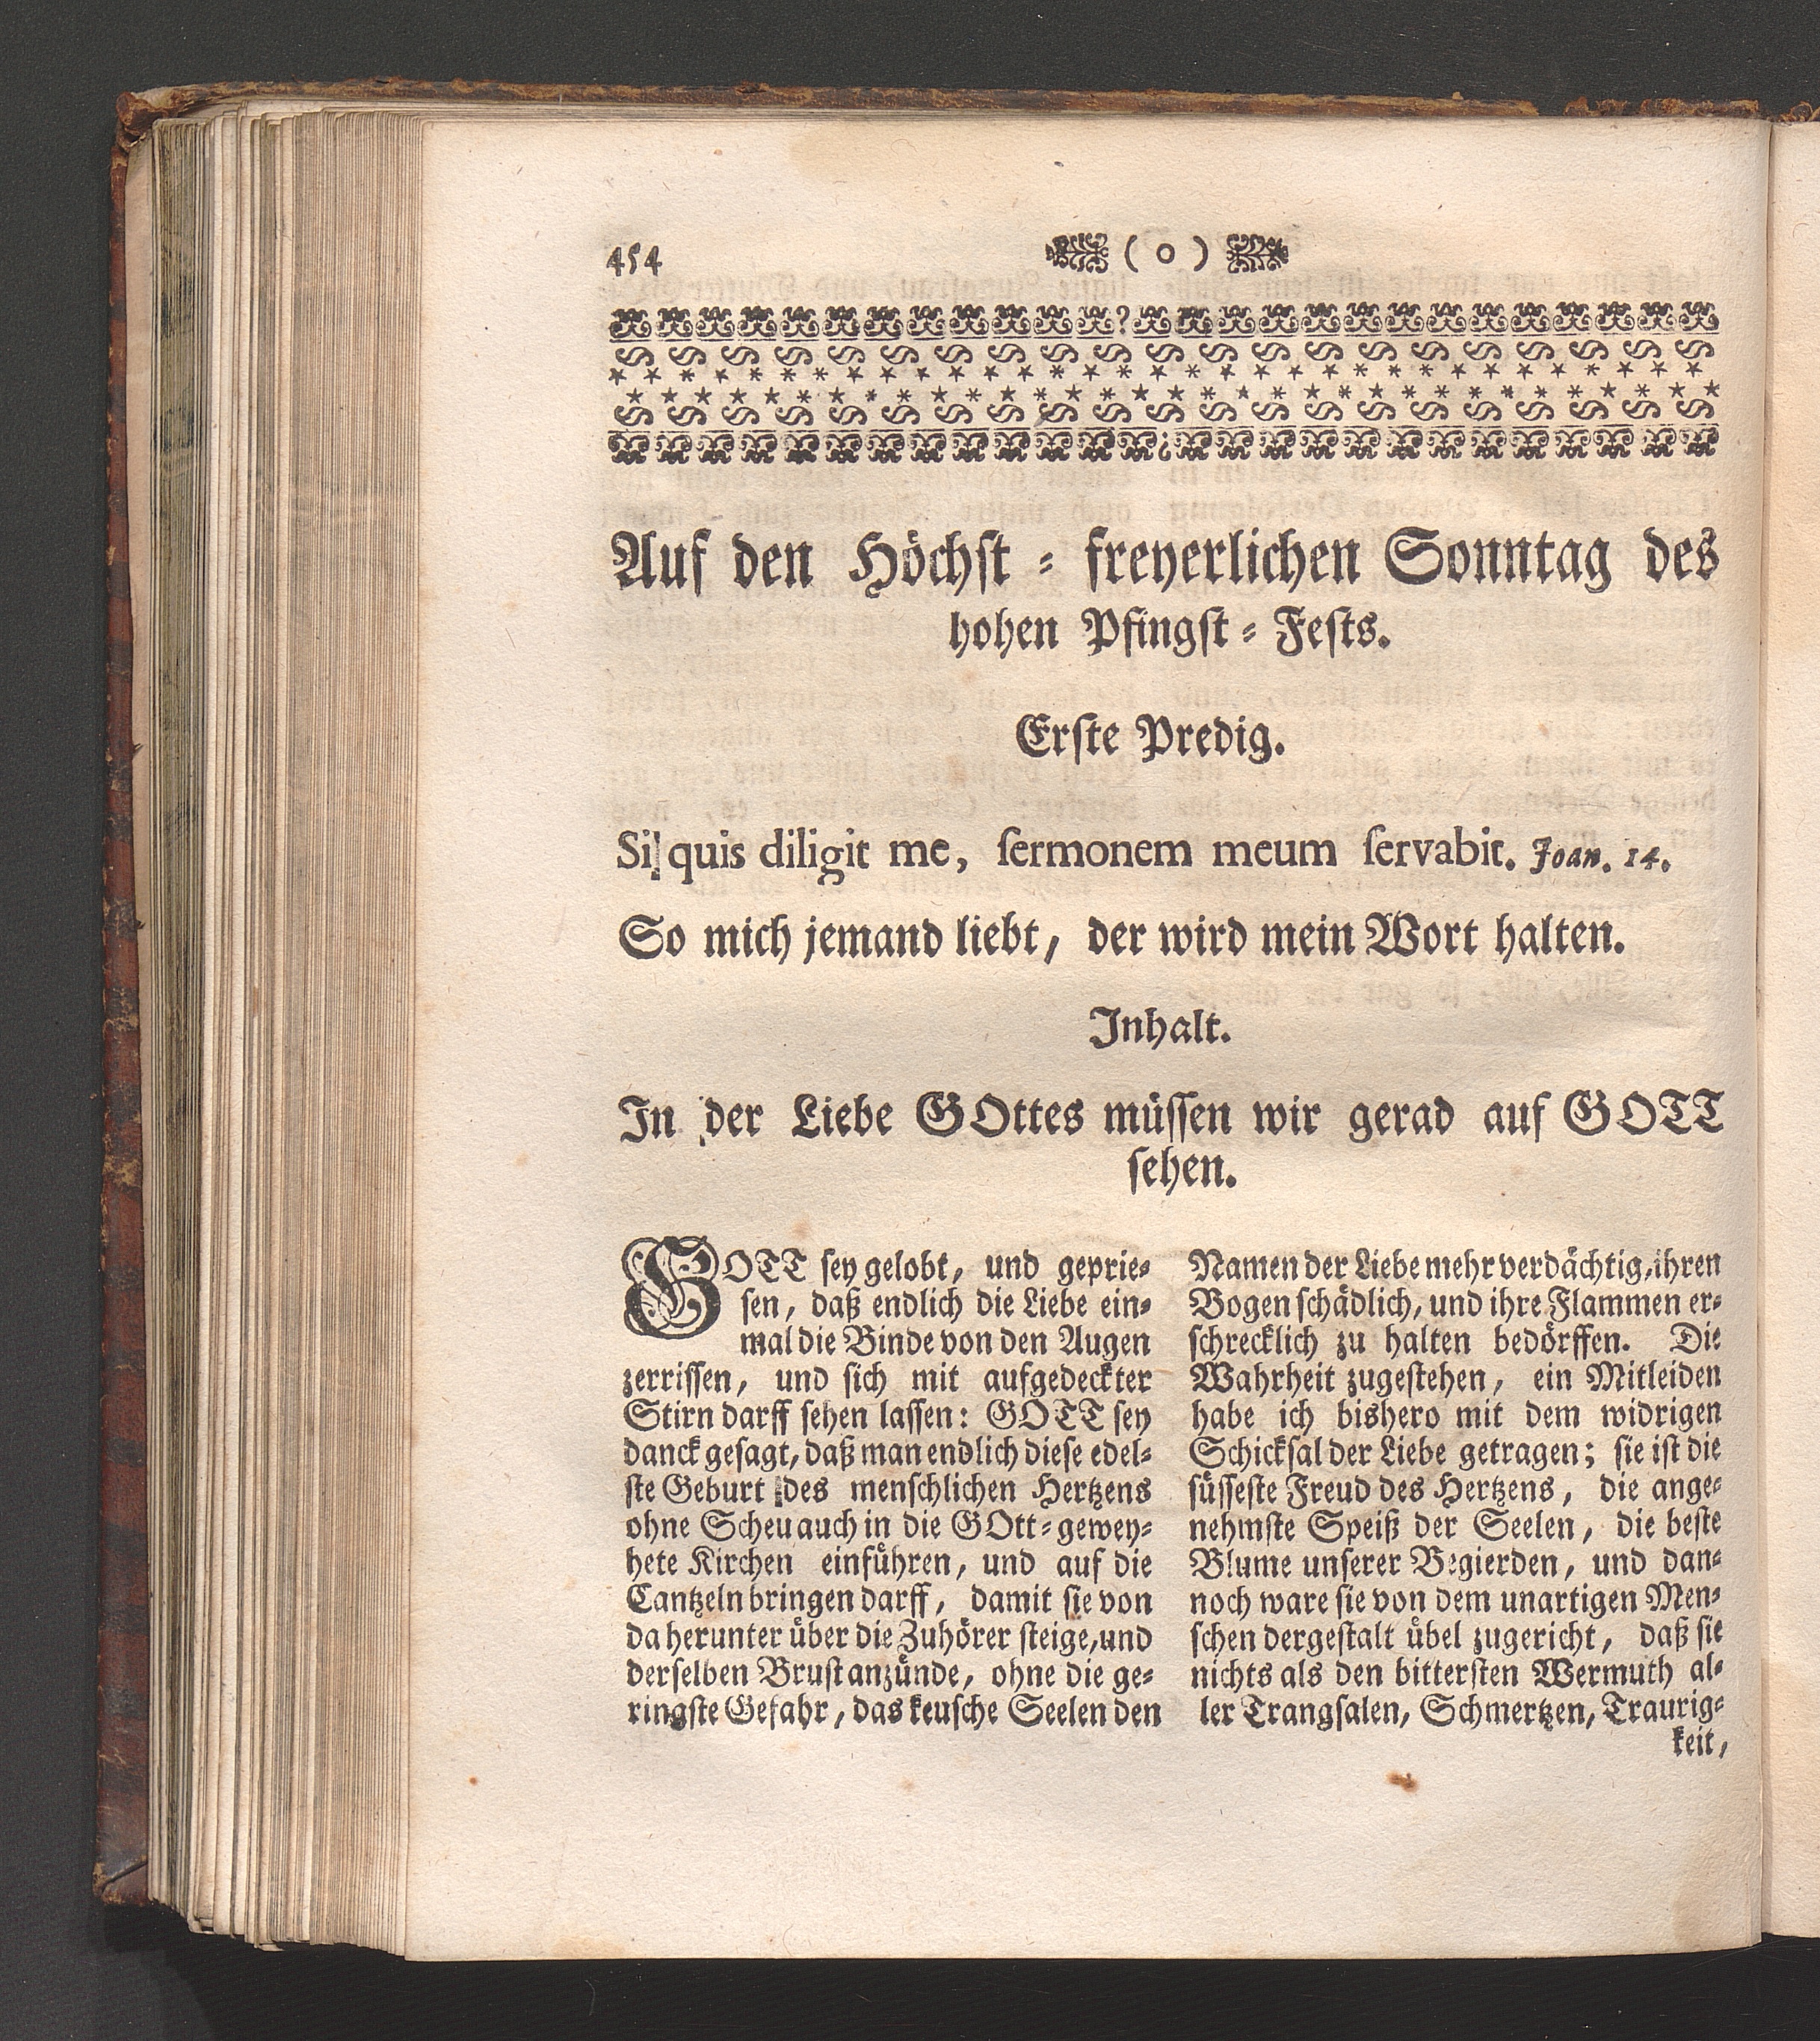 454 ( o )
Auf den Höchst = freyerlichen Sonntag des
hohen Pfingst = Fests.
Erste Predig.
Si quis diligit me, ſermonem meum ſervabit. Joan. 14.
So mich jemand liebt, der wird mein Wort halten.
Inhalt.
In der Liebe GOttes müſſen wir gerad auf GOTT
ſehen.
GOTT ſey gelobt, und geprie=
ſen, daß endlich die Liebe ein=
mal die Binde von den Augen
zerriſſen, und ſich mit aufgedeckter
Stirn darff ſehen laſſen: GOTT ſey
danck geſagt, daß man endlich dieſe edel=
ſte Geburt des menſchlichen Hertzens
ohne Scheu auch in die GOtt=gewey=
hete Kirchen einführen, und auf die
Cantzeln bringen darff, damit ſie von
da herunter über die Zuhörer ſteige, und
derſelben Bruſt anzünde, ohne die ge=
ringſte Gefahr, das keuſche Seelen den
Namen der Liebe mehr verdächtig, ihren
Bogen ſchädlich, und ihre Flammen er=
ſchrecklich zu halten bedörffen. Die
Wahrheit zugeſtehen, ein Mitleiden
habe ich bishero mit dem widrigen
Schickſal der Liebe getragen; ſie iſt die
ſüſſeſte Freud des Hertzens, die ange=
nehmſte Speiß der Seelen, die beſte
Blume unſerer Begierden, und dan=
noch ware ſie von dem unartigen Men=
ſchen dergeſtalt übel zugericht, daß ſie
nichts als den bitterſten Wermuth al=
ler Trangſalen, Schmertzen, Traurig=
keit,